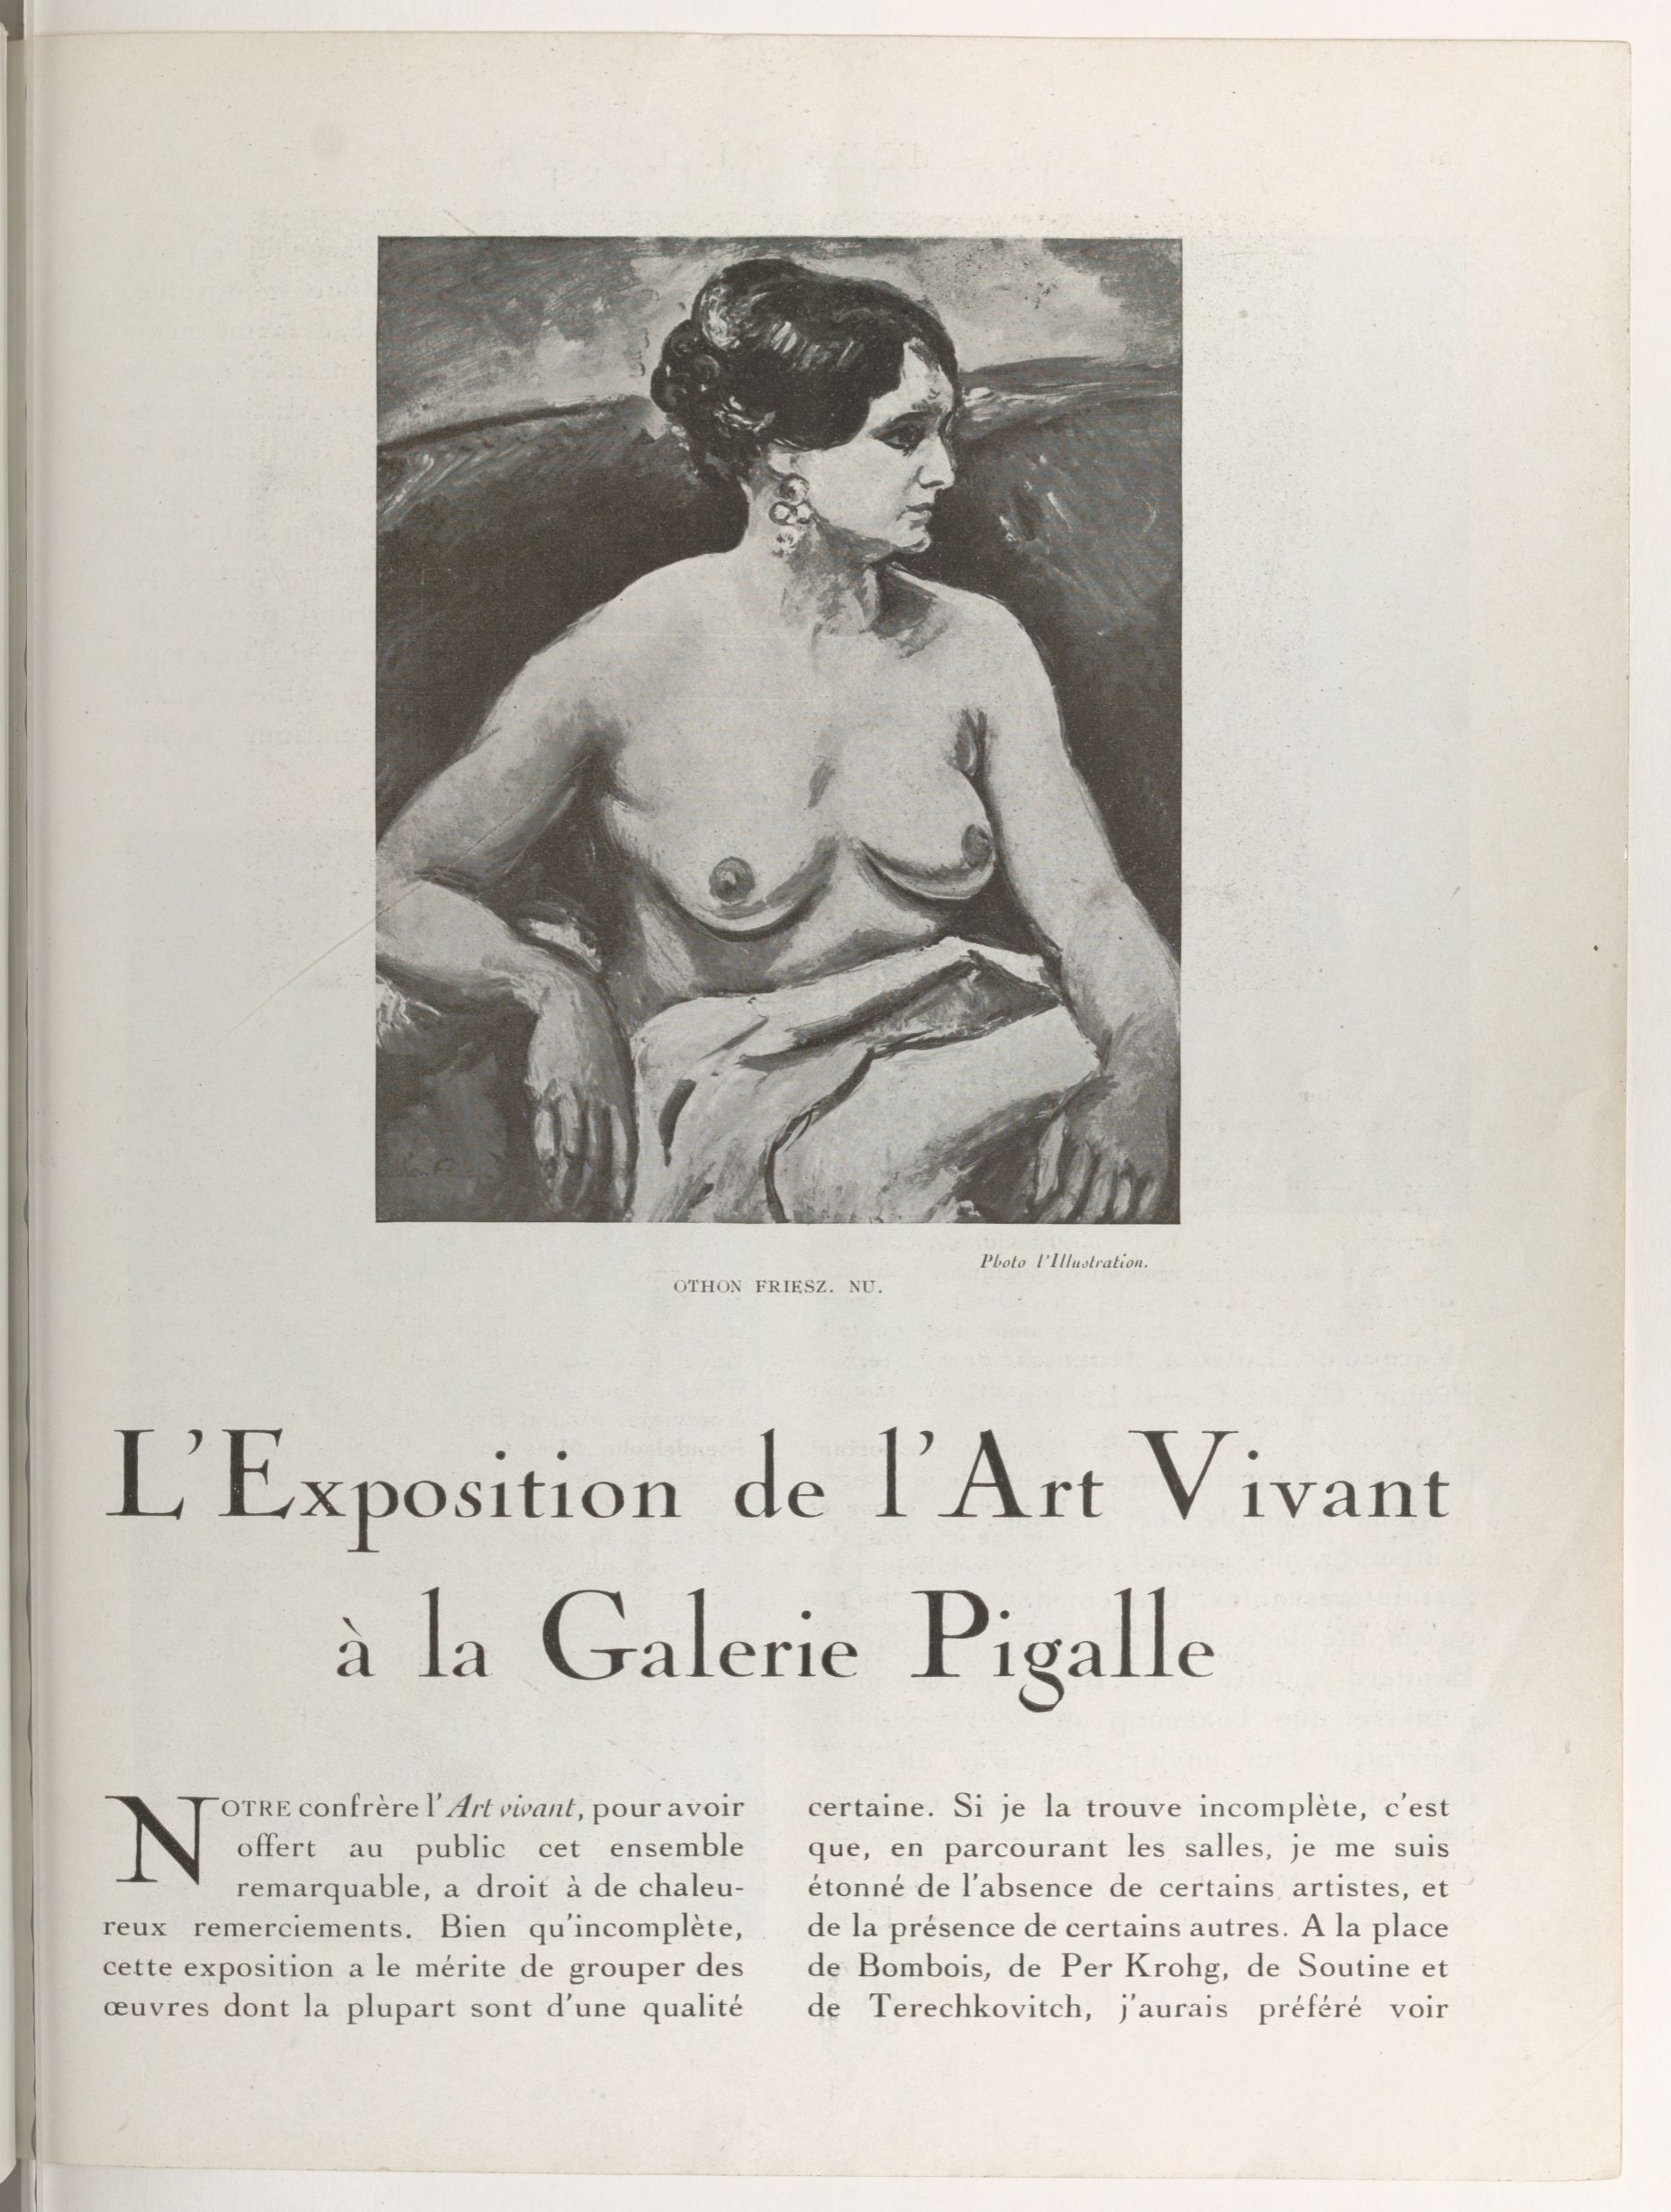 Photo l'Illustration.
OTHON FRIESZ. NU.
L'Exposition de l'Art Vivant
à la Galerie Pigalle
NOTRE confrère l'Art vivant, pour avoir
offert au public cet ensemble
remarquable, a droit à de chaleu-
reux remerciements. Bien qu'incomplète,
cette exposition a le mérite de grouper des
œuvres dont la plupart sont d'une qualité
certaine. Si je la trouve incomplète, c'est
que, en parcourant les salles, je me suis
étonné de l'absence de certains artistes, et
de la présence de certains autres. A la place
de Bombois, de Per Krohg, de Soutine et
de Terechkovitch, j'aurais préféré voir